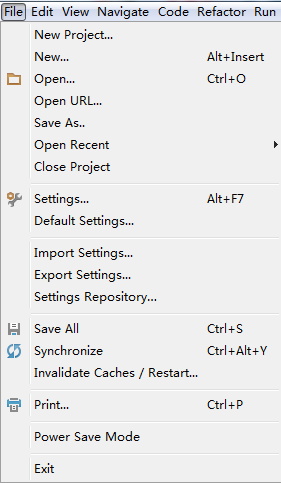 File Edit View Navigate Code Refactor Run
New Project...
New... Alt+Insert
Open... Ctrl+O
Open URL...
Save As..
Open Recent
Close Project
Settings... Alt+F7
Default Settings...
Import Settings...
Export Settings...
Settings Repository...
Save All Ctrl+S
Synchronize Ctrl+Alt+Y
Invalidate Caches / Restart...
Print... Ctrl+P
Power Save Mode
Exit